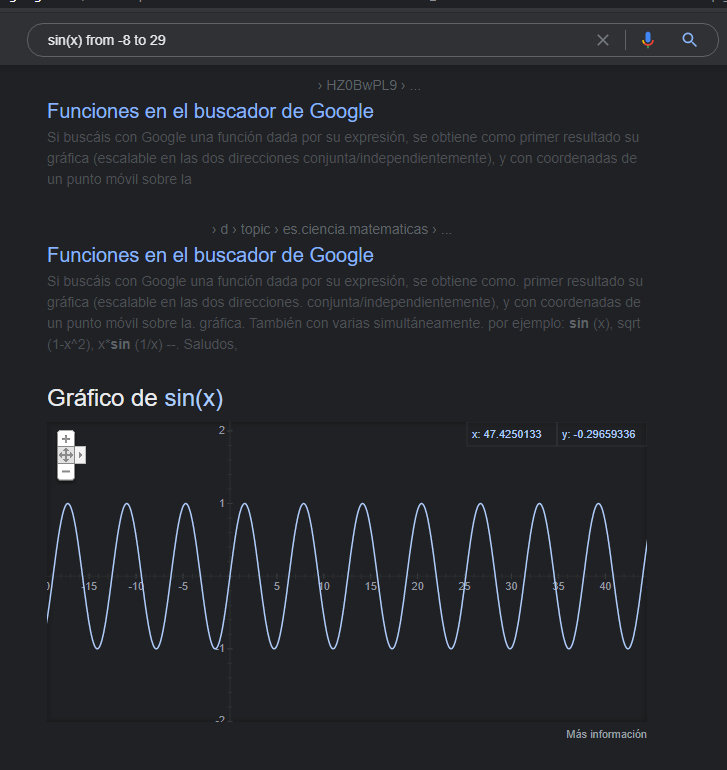 sin(x) from -8 to 29
› HZ0BwPL9 › ...
Funciones en el buscador de Google
Si buscáis con Google una función dada por su expresión, se obtiene como primer resultado su
gráfica (escalable en las dos direcciones conjunta/independientemente), y con coordenadas de
un punto móvil sobre la
› d › topic › es.ciencia.matematicas › ...
Funciones en el buscador de Google
Si buscáis con Google una función dada por su expresión, se obtiene como. primer resultado su
gráfica (escalable en las dos direcciones. conjunta/independientemente), y con coordenadas de
un punto móvil sobre la. gráfica. También con varias simultáneamente. por ejemplo: sin (x), sqrt
(1-x^2), x*sin (1/x) --. Saludos,
Gráfico de sin(x)
x: 47.4250133 y: -0.29659336
2
1
-15 -10 -5 5 10 15 20 25 30 35 40
-1
-2
Más información